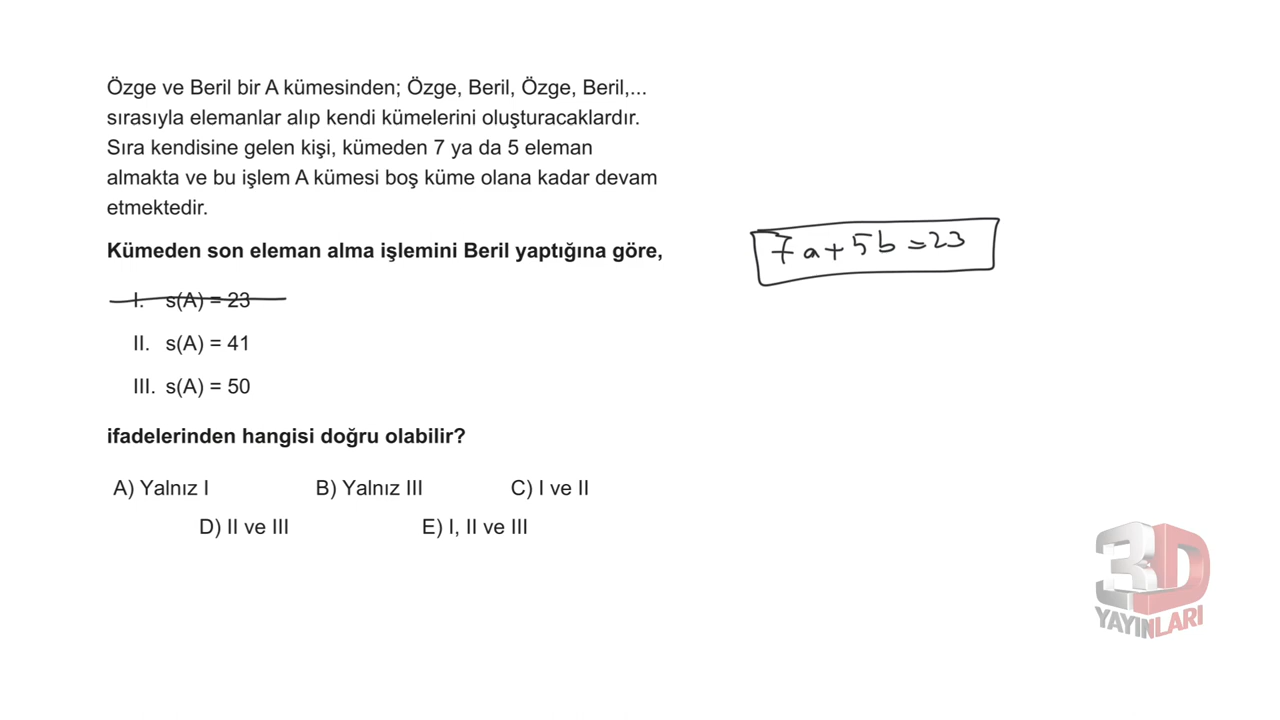 Özge ve Beril bir A kümesinden; Özge, Beril, Özge, Beril,...
sırasıyla elemanlar alıp kendi kümelerini oluşturacaklardır.
Sıra kendisine gelen kişi, kümeden 7 ya da 5 eleman
almakta ve bu işlem A kümesi boş küme olana kadar devam
etmektedir.
7a+5b=23
Kümeden son eleman alma işlemini Beril yaptığına göre,
I. s(A) = 23
II. s(A) = 41
III. s(A) = 50
ifadelerinden hangisi doğru olabilir?
A) Yalnız I B) Yalnız III C) I ve II
D) II ve III E) I, II ve III
3D
YAYINLARI